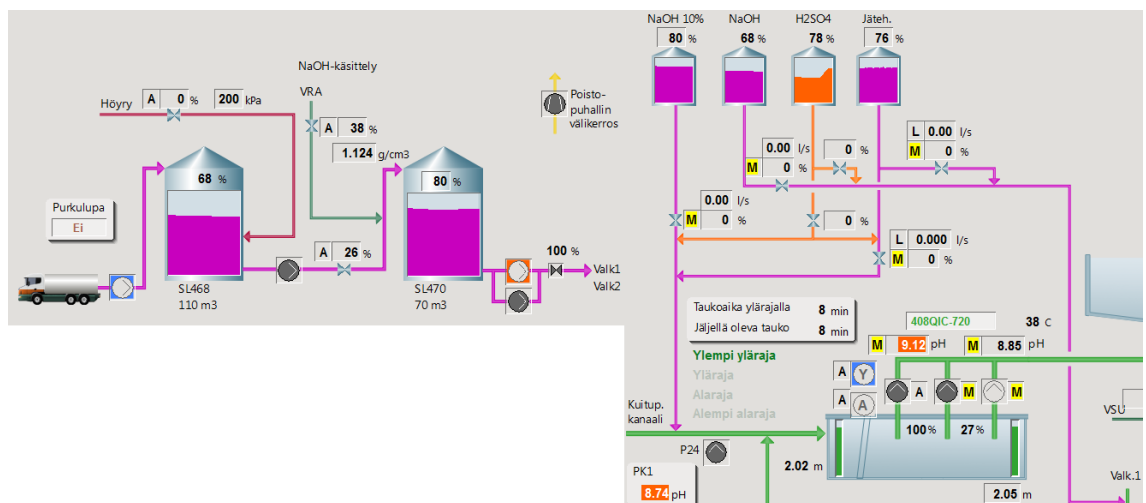 NaOH 10%
80 %
NaOH
68 %
H2SO4
78 %
Jäteh.
76 %
NaOH-käsittely
VRA
Höyry
A 0 %
200 kPa
A 38 %
1.124 g/cm3
Poisto-
puhallin
välikerros
68 %
80 %
Purkulupa
Ei
A 26 %
100 %
Valk1
Valk2
SL468
110 m3
SL470
70 m3
0.00 l/s
M 0 %
0 %
L 0.00 l/s
M 0 %
0.00 l/s
M 0 %
0 %
L 0.000 l/s
M 0 %
Taukoaika ylärajalla 8 min
Jäljellä oleva tauko 8 min
Ylempi yläraja
Yläraja
Alaraja
Alempi alaraja
408QIC-720
38 C
M 9.12 pH
M 8.85 pH
A Y
A A
A
M
M
Kuitup.
kanaali
100% 27%
P24
2.02 m
2.05 m
PK1
8.74 pH
VSU
Valk.1